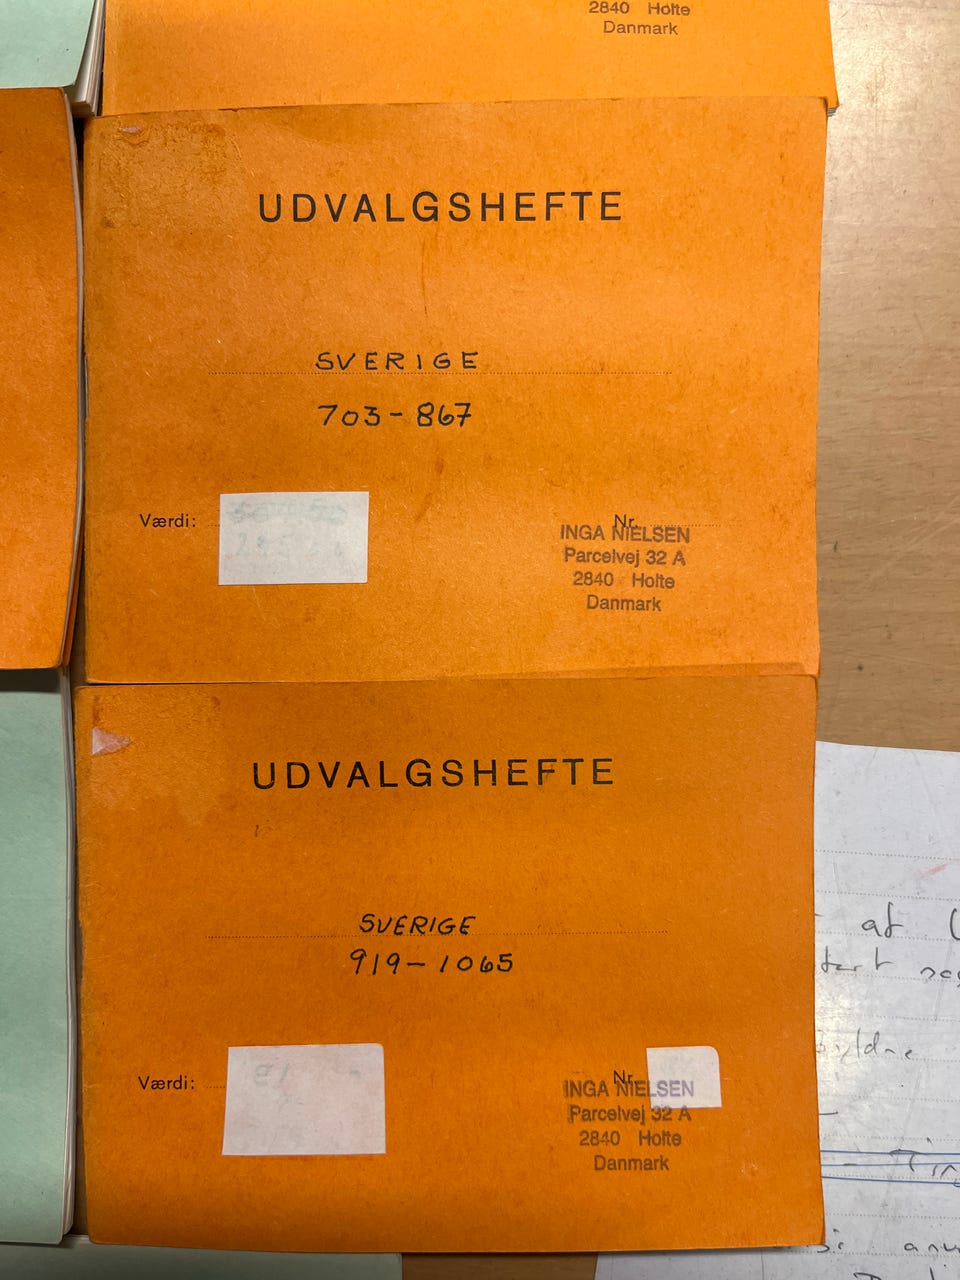 2840 Holte
Danmark
UDVALGSHEFTE
SVERIGE
703-867
Værdi:
Nr.
INGA NIELSEN
Parcelvej 32 A
2840 Holte
Danmark
UDVALGSHEFTE
SVERIGE
919-1065
Værdi:
Nr.
INGA NIELSEN
Parcelvej 32 A
2840 Holte
Danmark
af